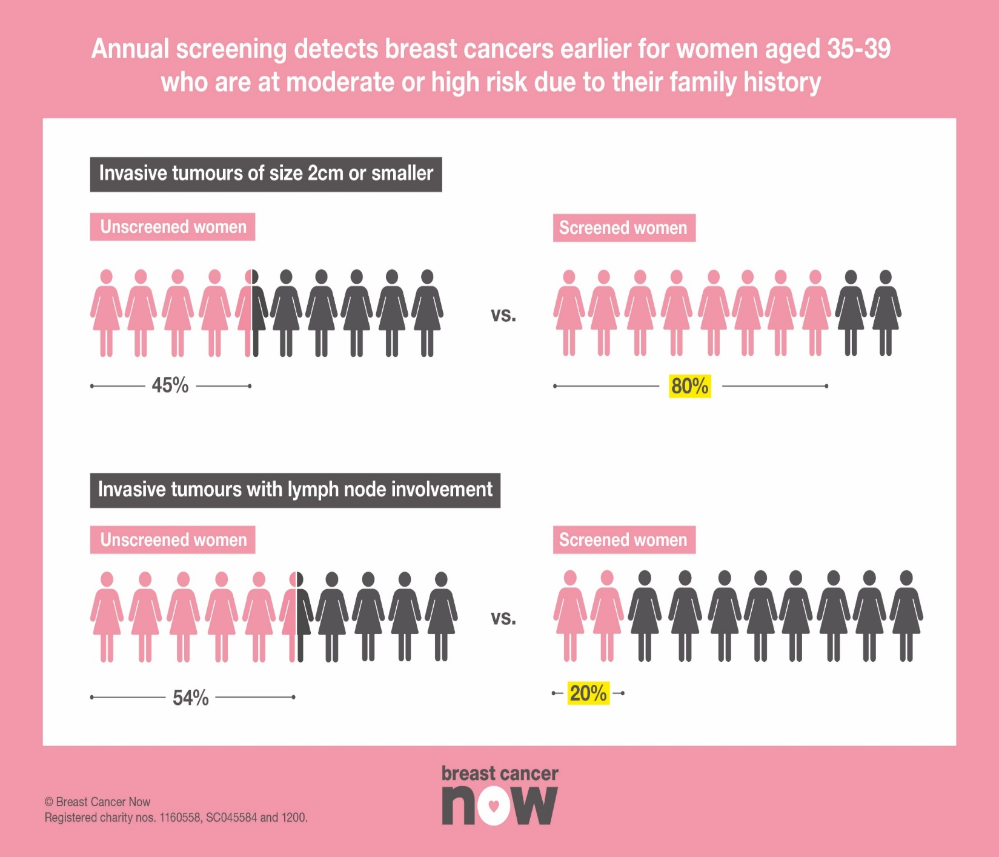 Annual screening detects breast cancers earlier for women aged 35-39
who are at moderate or high risk due to their family history
Invasive tumours of size 2cm or smaller
Unscreened women
Screened women
vs.
45%
80%
Invasive tumours with lymph node involvement
Unscreened women
Screened women
vs.
54%
20%
breast cancer
now
© Breast Cancer Now
Registered charity nos. 1160558, SC045584 and 1200.